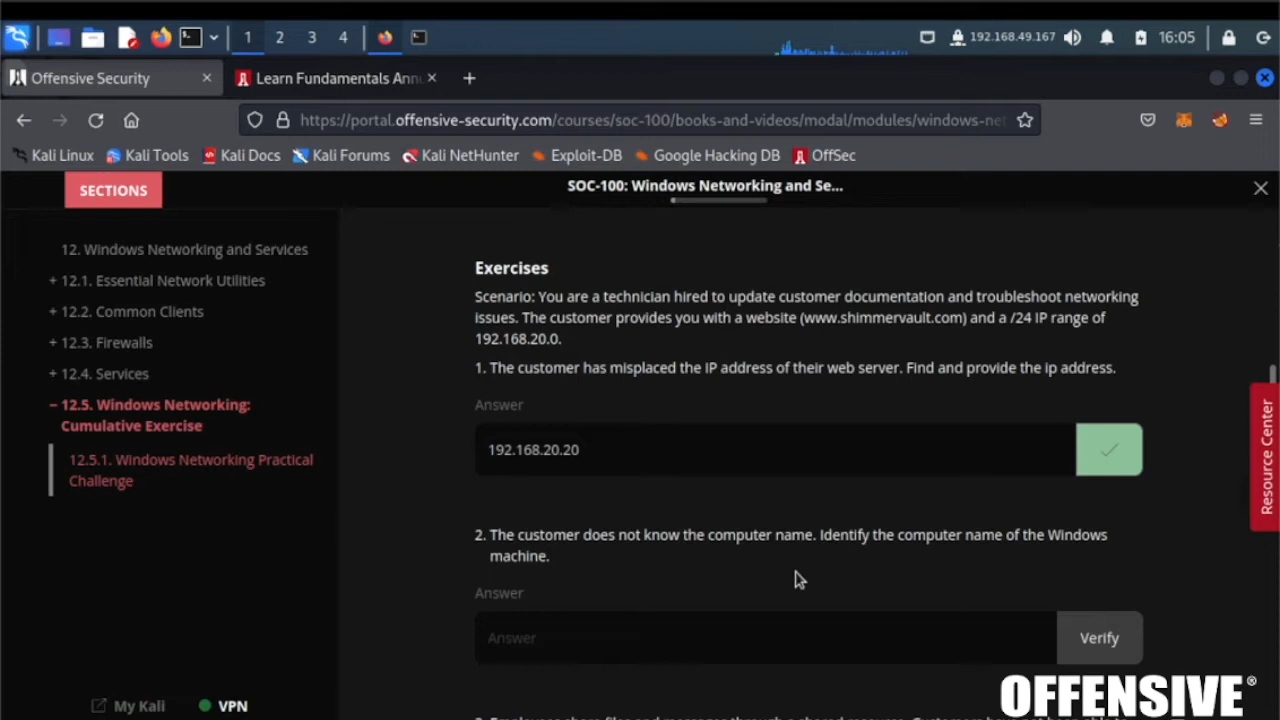 1 2 3 4 192.168.49.167 16:05
Offensive Security Learn Fundamentals Annu
https://portal.offensive-security.com/courses/soc-100/books-and-videos/modal/modules/windows-net
Kali Linux Kali Tools Kali Docs Kali Forums Kali NetHunter Exploit-DB Google Hacking DB OffSec
SECTIONS
SOC-100: Windows Networking and Se...
12. Windows Networking and Services
+ 12.1. Essential Network Utilities
+ 12.2. Common Clients
+ 12.3. Firewalls
+ 12.4. Services
− 12.5. Windows Networking:
Cumulative Exercise
12.5.1. Windows Networking Practical
Challenge
My Kali VPN
Exercises
Scenario: You are a technician hired to update customer documentation and troubleshoot networking
issues. The customer provides you with a website (www.shimmervault.com) and a /24 IP range of
192.168.20.0.
1. The customer has misplaced the IP address of their web server. Find and provide the ip address.
Answer
192.168.20.20
2. The customer does not know the computer name. Identify the computer name of the Windows
machine.
Answer
Answer
Verify
Resource Center
OFFENSIVE®